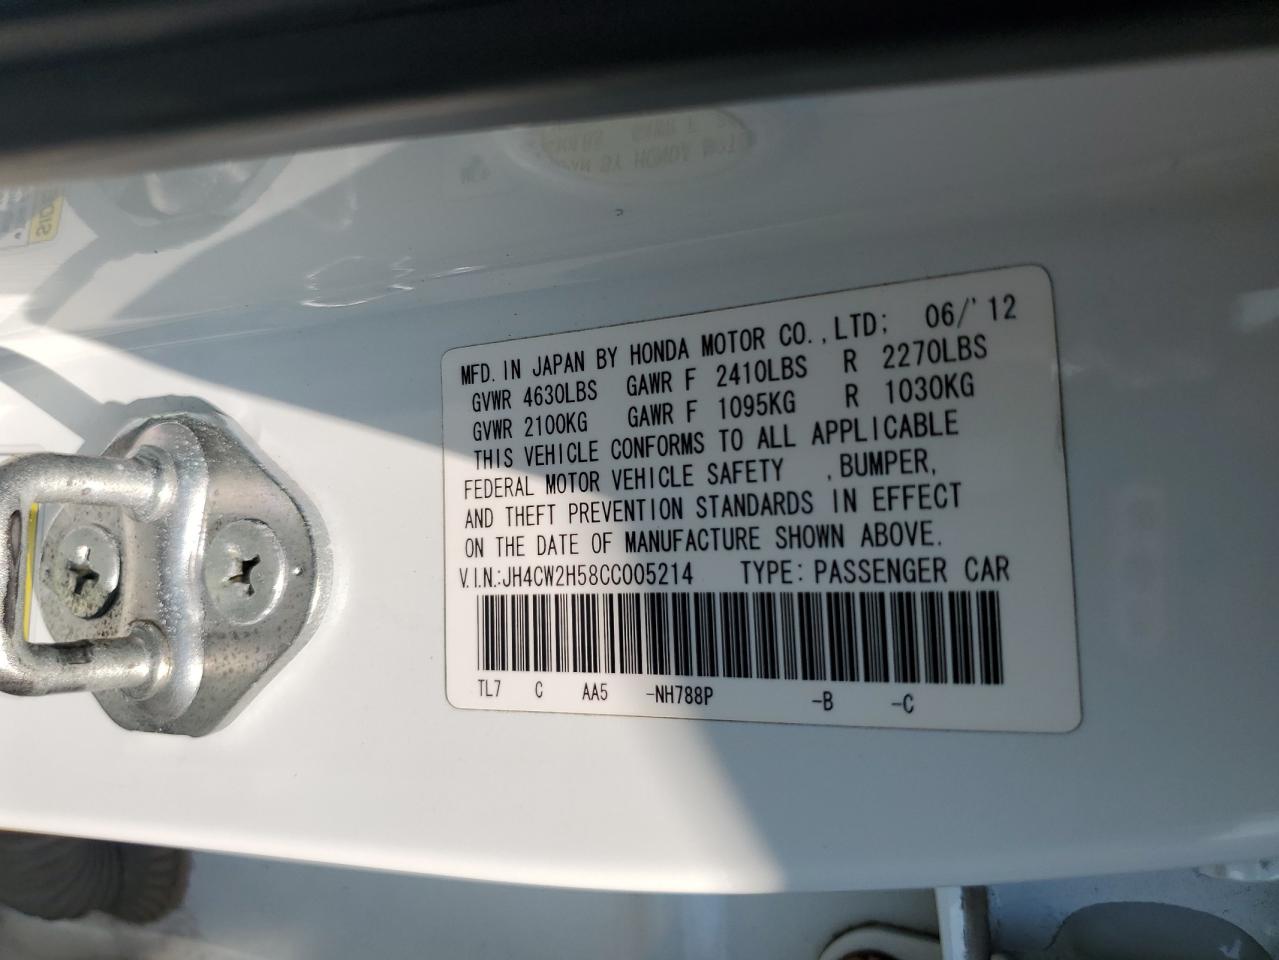 MFD. IN JAPAN BY HONDA MOTOR CO.,LTD; 06/'12
GVWR 4630LBS GAWR F 2410LBS R 2270LBS
GVWR 2100KG GAWR F 1095KG R 1030KG
THIS VEHICLE CONFORMS TO ALL APPLICABLE
FEDERAL MOTOR VEHICLE SAFETY ,BUMPER,
AND THEFT PREVENTION STANDARDS IN EFFECT
ON THE DATE OF MANUFACTURE SHOWN ABOVE.
V.I.N.:JH4CW2H58CC005214 TYPE:PASSENGER CAR
TL7 C AA5 -NH788P -B -C